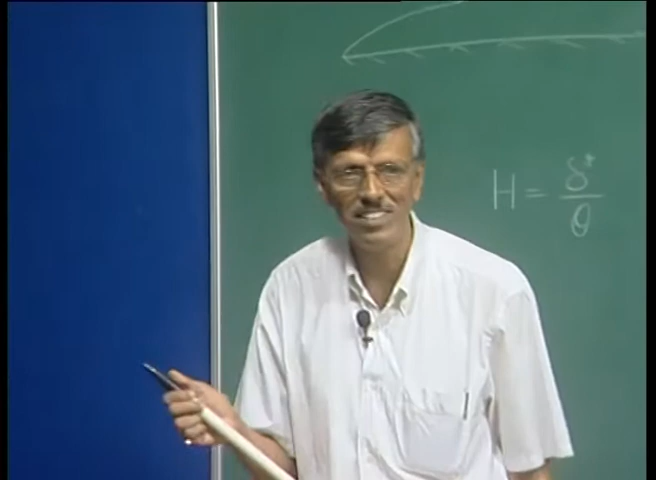 H = δ*/θ